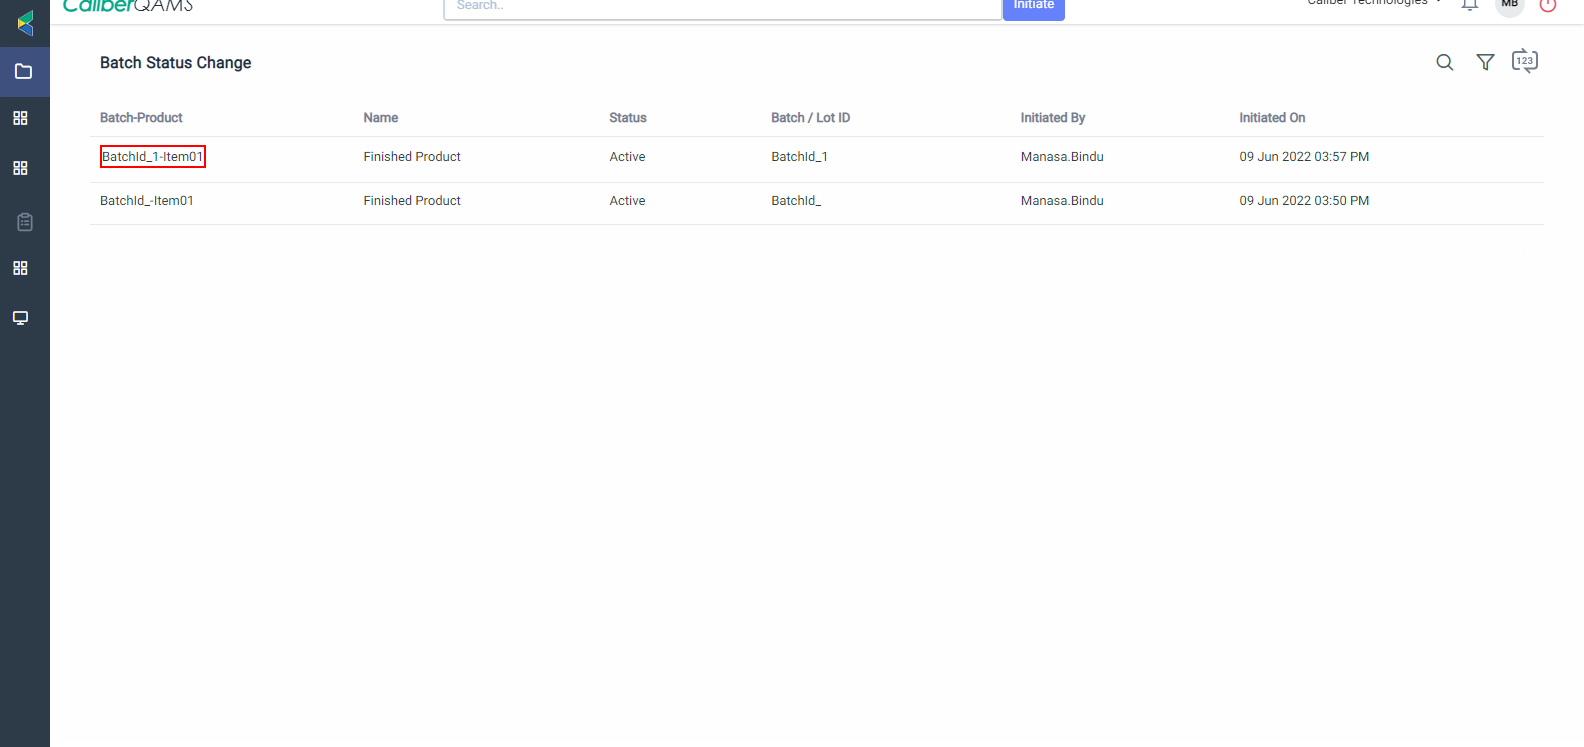 CaliberQAMS
Search..
Initiate
Caliber Technologies
MB
Batch Status Change
123
Batch-Product Name Status Batch / Lot ID Initiated By Initiated On
BatchId_1-Item01 Finished Product Active BatchId_1 Manasa.Bindu 09 Jun 2022 03:57 PM
BatchId_-Item01 Finished Product Active BatchId_ Manasa.Bindu 09 Jun 2022 03:50 PM